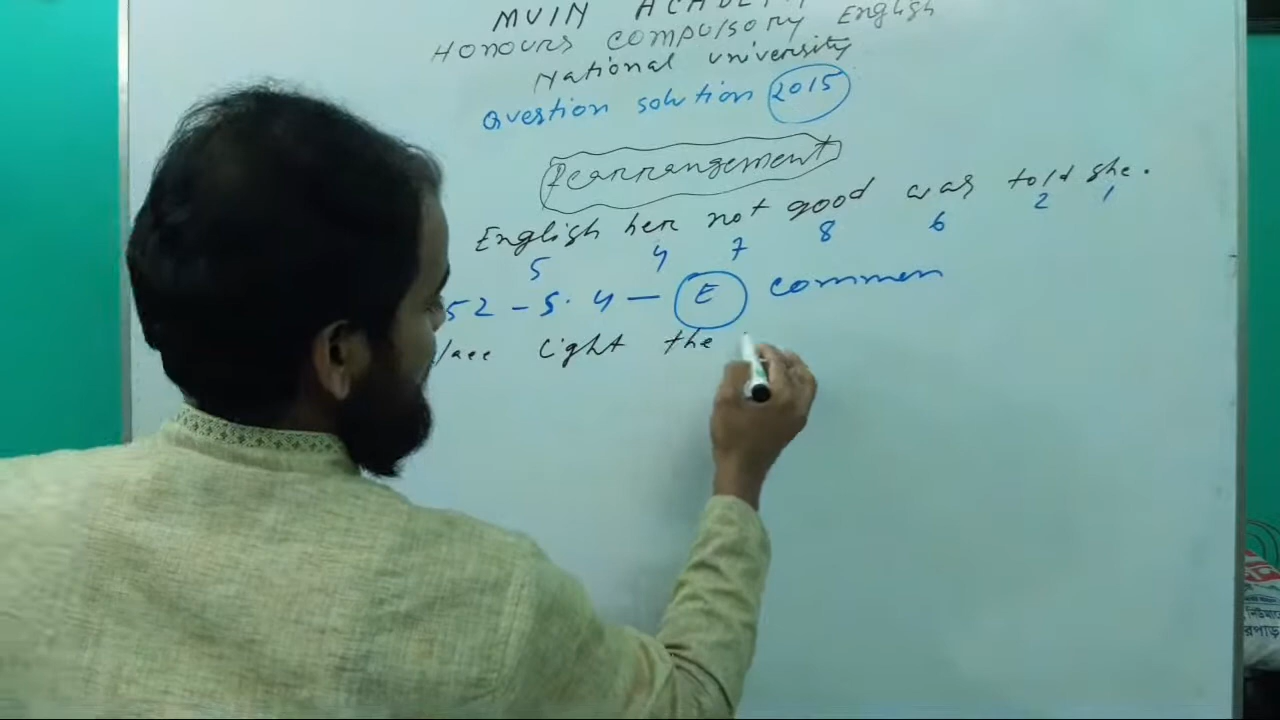 MUIN
HONOURS COMPULSORY English
National university
Question solution 2015
Rearrangement
English her not good was told she.
5 4 7 8 6 2 1
52 - 5. 4 — E common
light the